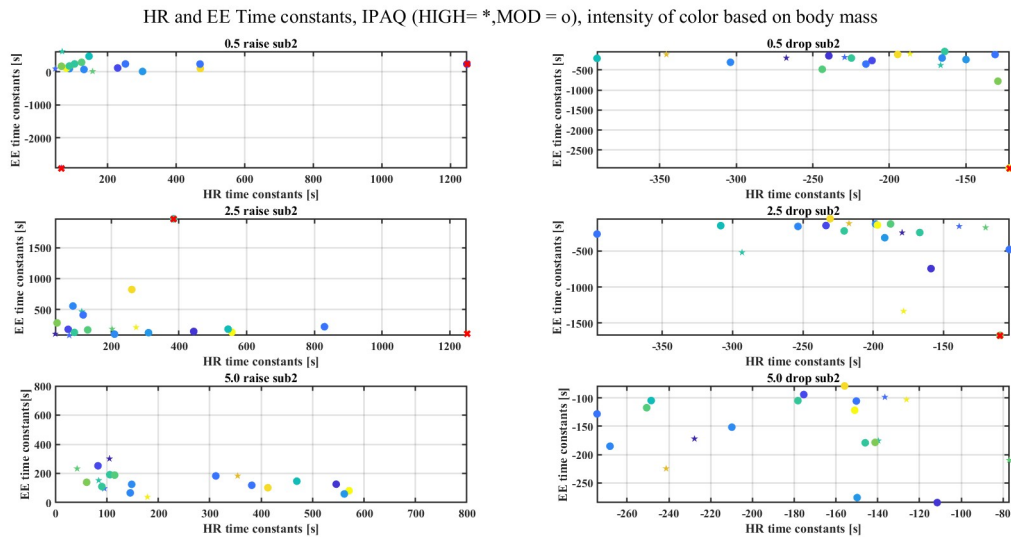 HR and EE Time constants, IPAQ (HIGH= *,MOD = o), intensity of color based on body mass
0.5 raise sub2
EE time constants [s]
0
-1000
-2000
200 400 600 800 1000 1200
HR time constants [s]
0.5 drop sub2
EE time constants [s]
-500
-1000
-1500
-2000
-2500
-350 -300 -250 -200 -150
HR time constants [s]
2.5 raise sub2
EE time constants [s]
1500
1000
500
200 400 600 800 1000 1200
HR time constants [s]
2.5 drop sub2
EE time constants [s]
-500
-1000
-1500
-350 -300 -250 -200 -150
HR time constants [s]
5.0 raise sub2
EE time constants[s]
800
600
400
200
0
0 100 200 300 400 500 600 700 800
HR time constants [s]
5.0 drop sub2
EE time constants [s]
-100
-150
-200
-250
-260 -240 -220 -200 -180 -160 -140 -120 -100 -80
HR time constants [s]